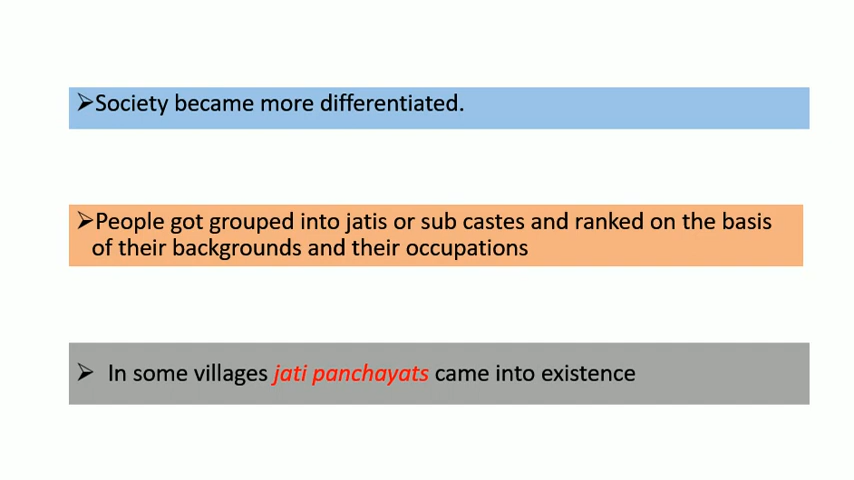 ➢Society became more differentiated.
➢People got grouped into jatis or sub castes and ranked on the basis
of their backgrounds and their occupations
➢ In some villages jati panchayats came into existence